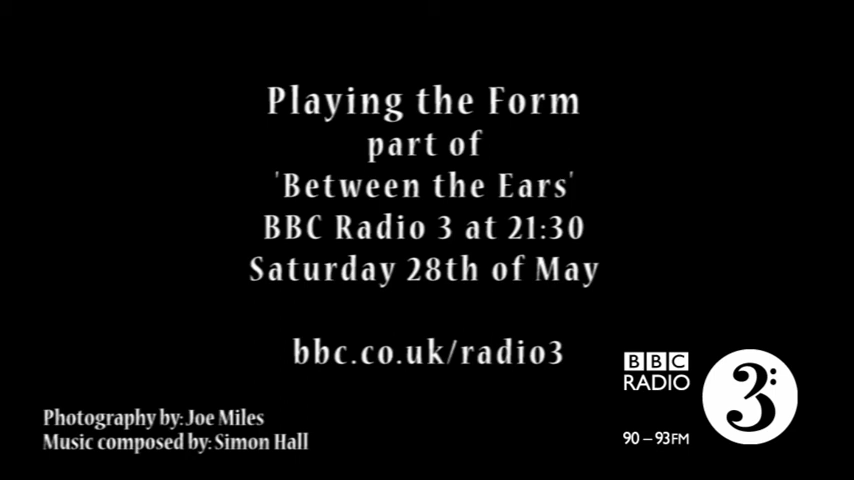 Playing the Form
part of
'Between the Ears'
BBC Radio 3 at 21:30
Saturday 28th of May
bbc.co.uk/radio3
Photography by: Joe Miles
Music composed by: Simon Hall
BBC
RADIO
3
90 – 93FM